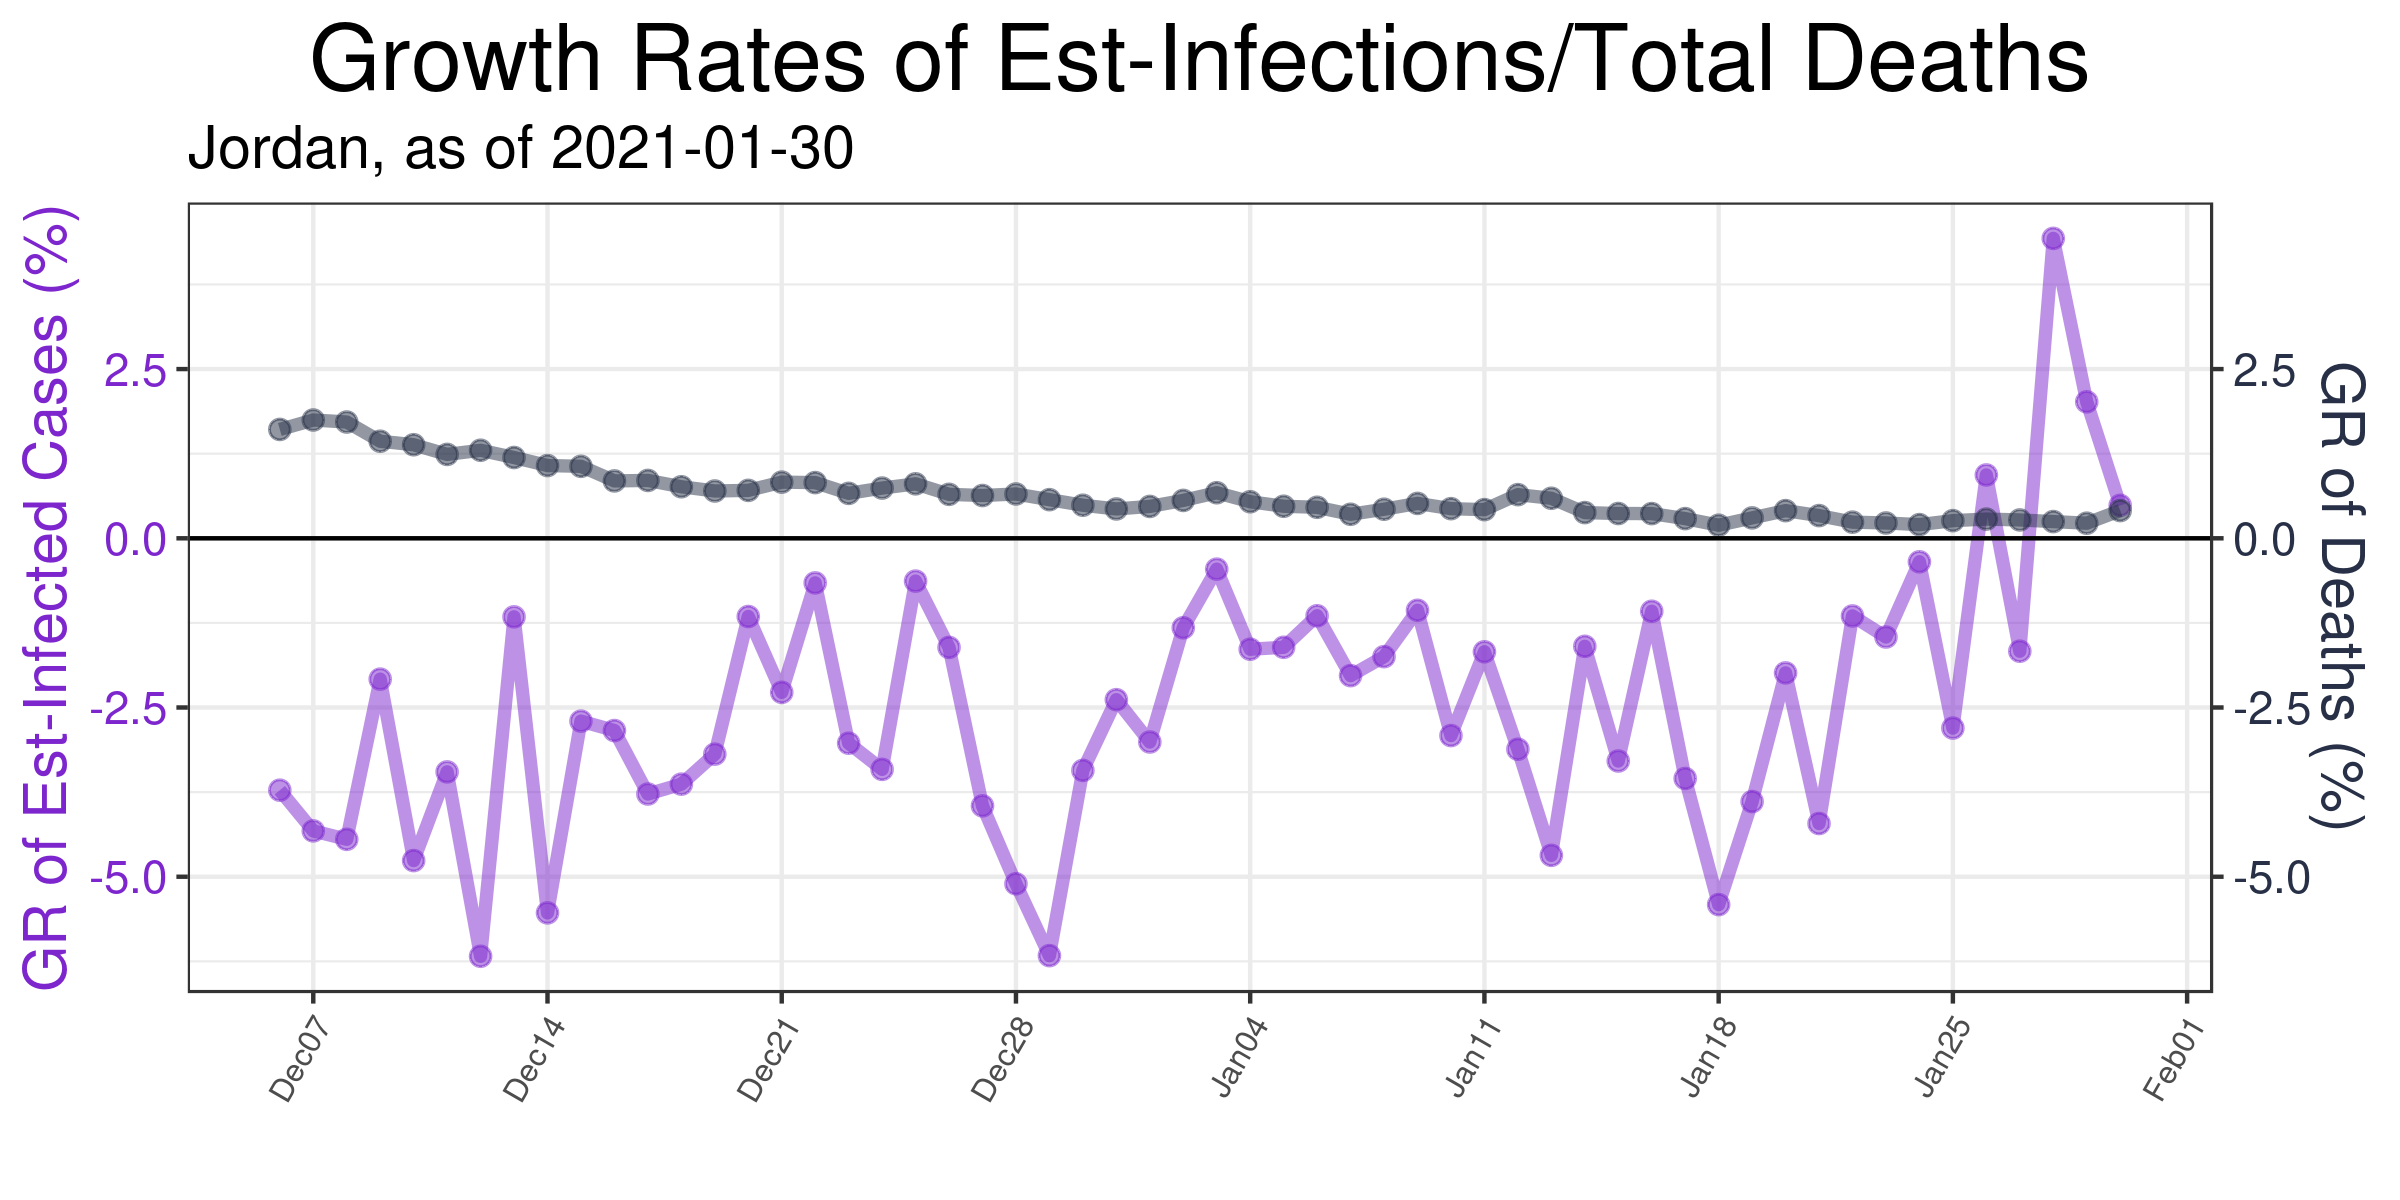 Growth Rates of Est-Infections/Total Deaths
Jordan, as of 2021-01-30
GR of Est-Infected Cases (%)
2.5
0.0
-2.5
-5.0
2.5
0.0
-2.5
-5.0
GR of Deaths (%)
Dec07
Dec14
Dec21
Dec28
Jan04
Jan11
Jan18
Jan25
Feb01